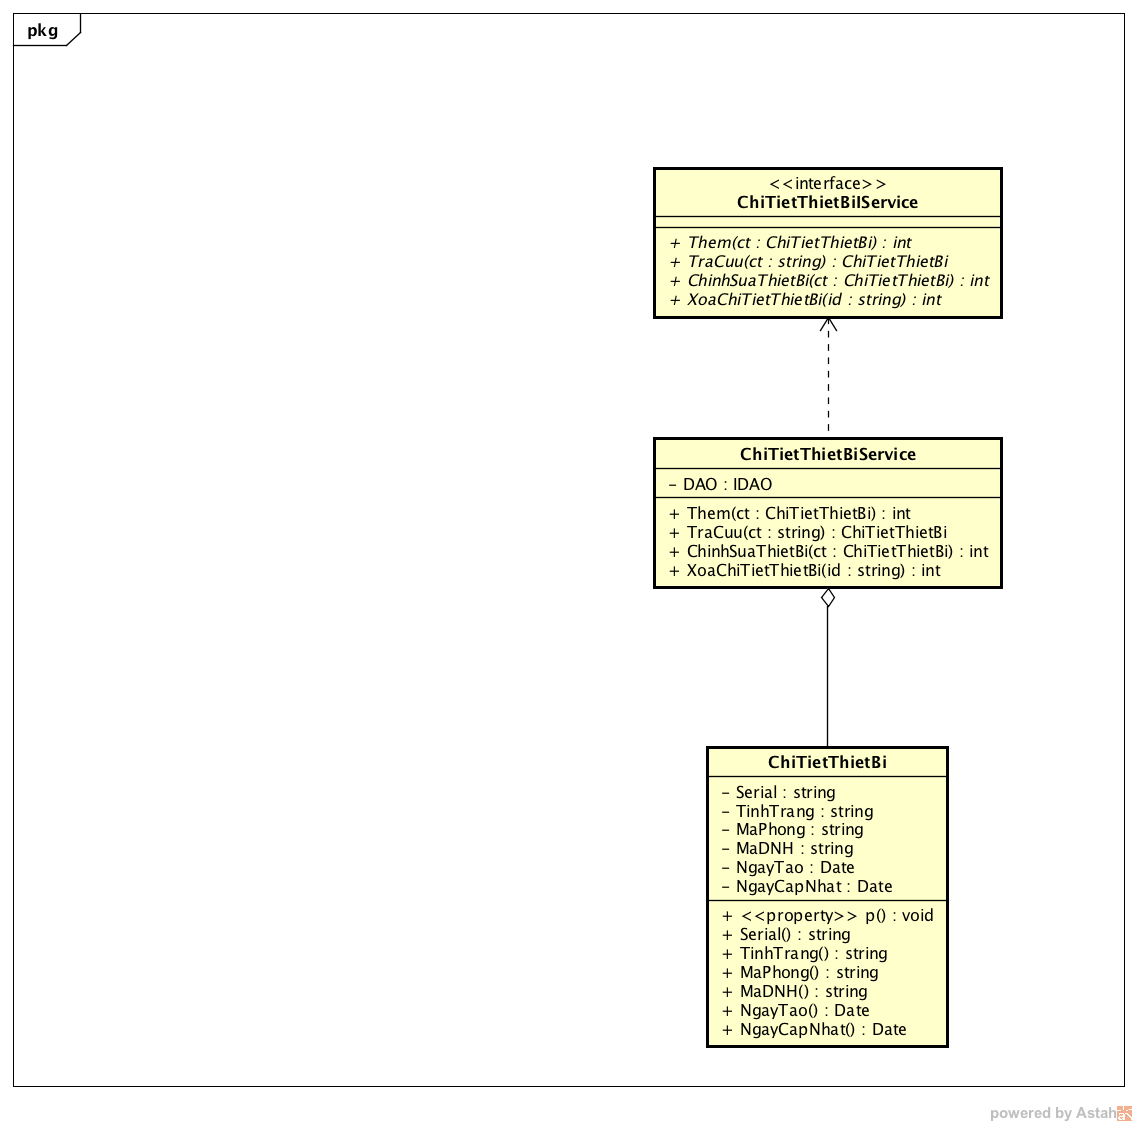 pkg
<<interface>>
ChiTietThietBiIService
+ Them(ct : ChiTietThietBi) : int
+ TraCuu(ct : string) : ChiTietThietBi
+ ChinhSuaThietBi(ct : ChiTietThietBi) : int
+ XoaChiTietThietBi(id : string) : int
ChiTietThietBiService
- DAO : IDAO
+ Them(ct : ChiTietThietBi) : int
+ TraCuu(ct : string) : ChiTietThietBi
+ ChinhSuaThietBi(ct : ChiTietThietBi) : int
+ XoaChiTietThietBi(id : string) : int
ChiTietThietBi
- Serial : string
- TinhTrang : string
- MaPhong : string
- MaDNH : string
- NgayTao : Date
- NgayCapNhat : Date
+ <<property>> p() : void
+ Serial() : string
+ TinhTrang() : string
+ MaPhong() : string
+ MaDNH() : string
+ NgayTao() : Date
+ NgayCapNhat() : Date
powered by Astah